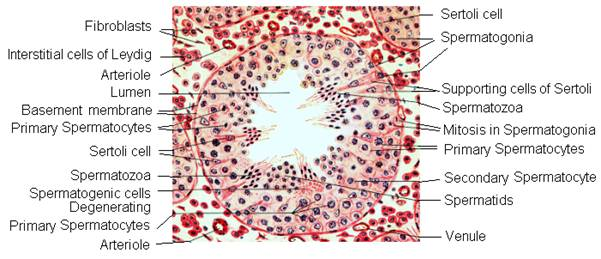 Fibroblasts
Interstitial cells of Leydig
Arteriole
Lumen
Basement membrane
Primary Spermatocytes
Sertoli cell
Spermatozoa
Spermatogenic cells
Degenerating
Primary Spermatocytes
Arteriole
Sertoli cell
Spermatogonia
Supporting cells of Sertoli
Spermatozoa
Mitosis in Spermatogonia
Primary Spermatocytes
Secondary Spermatocyte
Spermatids
Venule